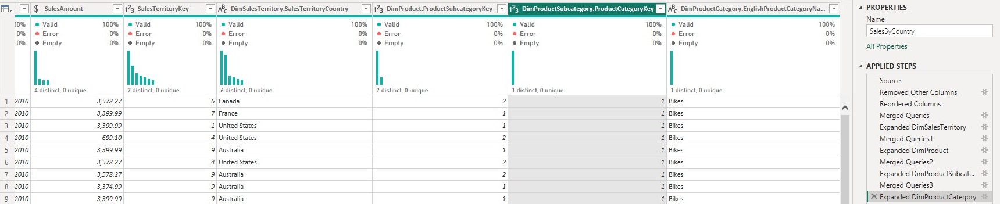 $ SalesAmount 1²3 SalesTerritoryKey ABC DimSalesTerritory.SalesTerritoryCountry 1²3 DimProduct.ProductSubcategoryKey 1²3 DimProductSubcategory.ProductCategoryKey ABC DimProductCategory.EnglishProductCategoryNa...
00% Valid 100% Valid 100% Valid 100% Valid 100% Valid 100% Valid 100%
0% Error 0% Error 0% Error 0% Error 0% Error 0% Error 0%
0% Empty 0% Empty 0% Empty 0% Empty 0% Empty 0% Empty 0%
4 distinct, 0 unique 7 distinct, 0 unique 6 distinct, 0 unique 2 distinct, 0 unique 1 distinct, 0 unique 1 distinct, 0 unique
1 2010 3,578.27 6 Canada 2 1 Bikes
2 2010 3,399.99 7 France 1 1 Bikes
3 2010 3,399.99 1 United States 1 1 Bikes
4 2010 699.10 4 United States 2 1 Bikes
5 2010 3,399.99 9 Australia 1 1 Bikes
6 2010 3,578.27 4 United States 2 1 Bikes
7 2010 3,578.27 9 Australia 2 1 Bikes
8 2010 3,374.99 9 Australia 1 1 Bikes
9 2010 3,399.99 9 Australia 1 1 Bikes
PROPERTIES
Name
SalesByCountry
All Properties
APPLIED STEPS
Source
Removed Other Columns
Reordered Columns
Merged Queries
Expanded DimSalesTerritory
Merged Queries1
Expanded DimProduct
Merged Queries2
Expanded DimProductSubcat...
Merged Queries3
Expanded DimProductCategory